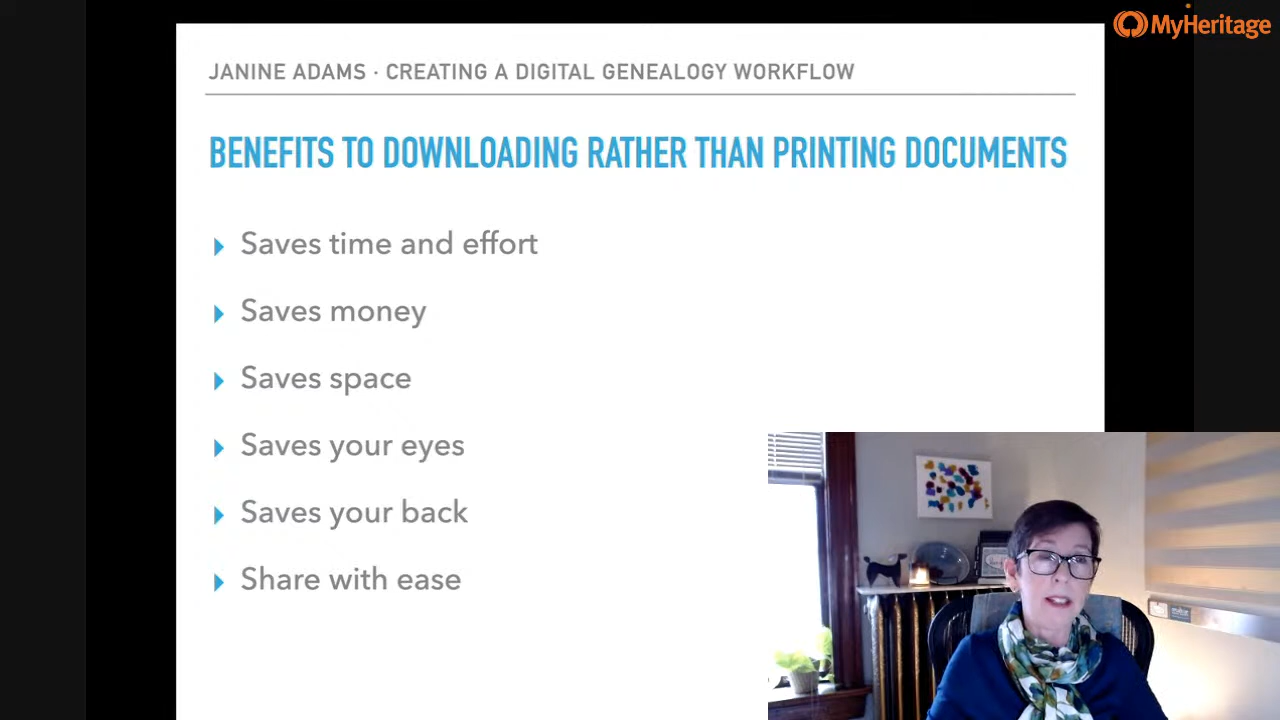 MyHeritage
JANINE ADAMS · CREATING A DIGITAL GENEALOGY WORKFLOW
BENEFITS TO DOWNLOADING RATHER THAN PRINTING DOCUMENTS
Saves time and effort
Saves money
Saves space
Saves your eyes
Saves your back
Share with ease